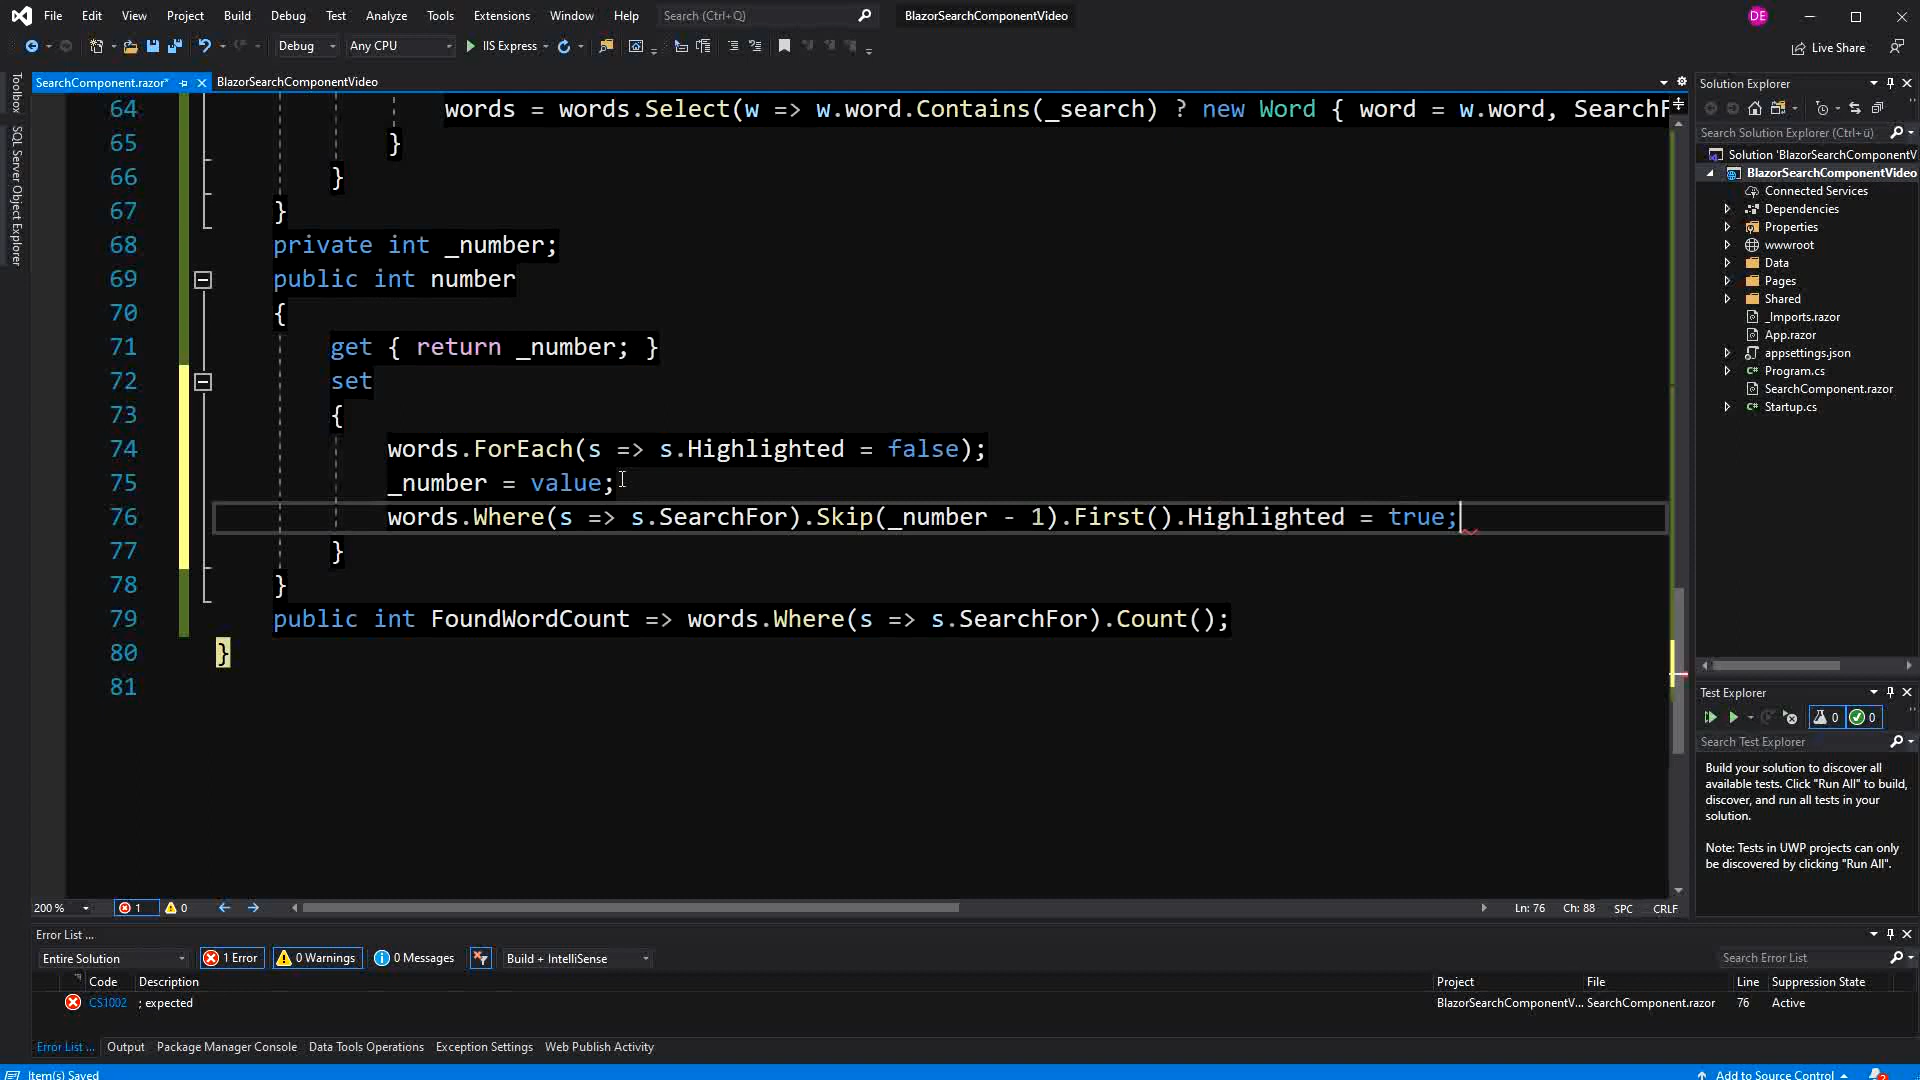 File Edit View Project Build Debug Test Analyze Tools Extensions Window Help Search (Ctrl+Q) BlazorSearchComponentVideo DE
Debug Any CPU IIS Express Live Share
SearchComponent.razor* BlazorSearchComponentVideo
Toolbox
SQL Server Object Explorer
64 words = words.Select(w => w.word.Contains(_search) ? new Word { word = w.word, SearchF
65 }
66 }
67 }
68 private int _number;
69 public int number
70 {
71 get { return _number; }
72 set
73 {
74 words.ForEach(s => s.Highlighted = false);
75 _number = value;
76 words.Where(s => s.SearchFor).Skip(_number - 1).First().Highlighted = true;
77 }
78 }
79 public int FoundWordCount => words.Where(s => s.SearchFor).Count();
80 }
81
200 % 1 0 Ln: 76 Ch: 88 SPC CRLF
Solution Explorer
Search Solution Explorer (Ctrl+ü)
Solution 'BlazorSearchComponentV
BlazorSearchComponentVideo
Connected Services
Dependencies
Properties
wwwroot
Data
Pages
Shared
_Imports.razor
App.razor
appsettings.json
C# Program.cs
SearchComponent.razor
C# Startup.cs
Test Explorer
0 0
Search Test Explorer
Build your solution to discover all
available tests. Click "Run All" to build,
discover, and run all tests in your
solution.
Note: Tests in UWP projects can only
be discovered by clicking "Run All".
Error List ...
Entire Solution 1 Error 0 Warnings 0 Messages Build + IntelliSense Search Error List
Code Description Project File Line Suppression State
CS1002 ; expected BlazorSearchComponentV... SearchComponent.razor 76 Active
Error List ... Output Package Manager Console Data Tools Operations Exception Settings Web Publish Activity
Item(s) Saved Add to Source Control 2